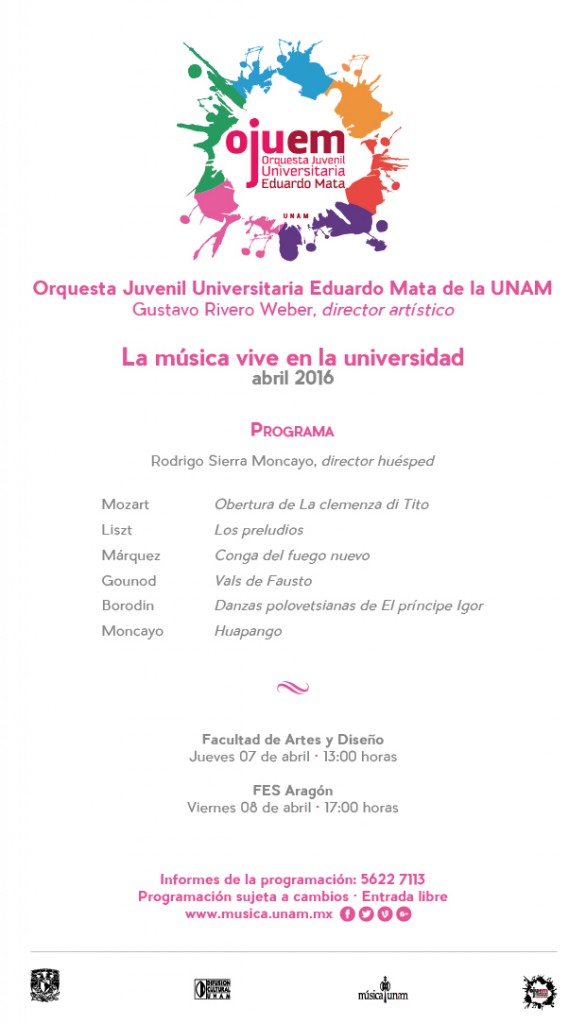 ojuem
Orquesta Juvenil
Universitaria
Eduardo Mata
UNAM
Orquesta Juvenil Universitaria Eduardo Mata de la UNAM
Gustavo Rivero Weber, director artístico
La música vive en la universidad
abril 2016
PROGRAMA
Rodrigo Sierra Moncayo, director huésped
Mozart Obertura de La clemenza di Tito
Liszt Los preludios
Márquez Conga del fuego nuevo
Gounod Vals de Fausto
Borodin Danzas polovetsianas de El príncipe Igor
Moncayo Huapango
Facultad de Artes y Diseño
Jueves 07 de abril · 13:00 horas
FES Aragón
Viernes 08 de abril · 17:00 horas
Informes de la programación: 5622 7113
Programación sujeta a cambios · Entrada libre
www.musica.unam.mx
DIFUSIÓN
CULTURAL
UNAM
música unam
ojuem